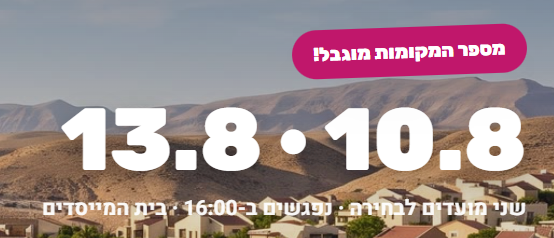 מספר המקומות מוגבל!
10.8 • 13.8
שני מועדים לבחירה · נפגשים ב-16:00 · בית המייסדים